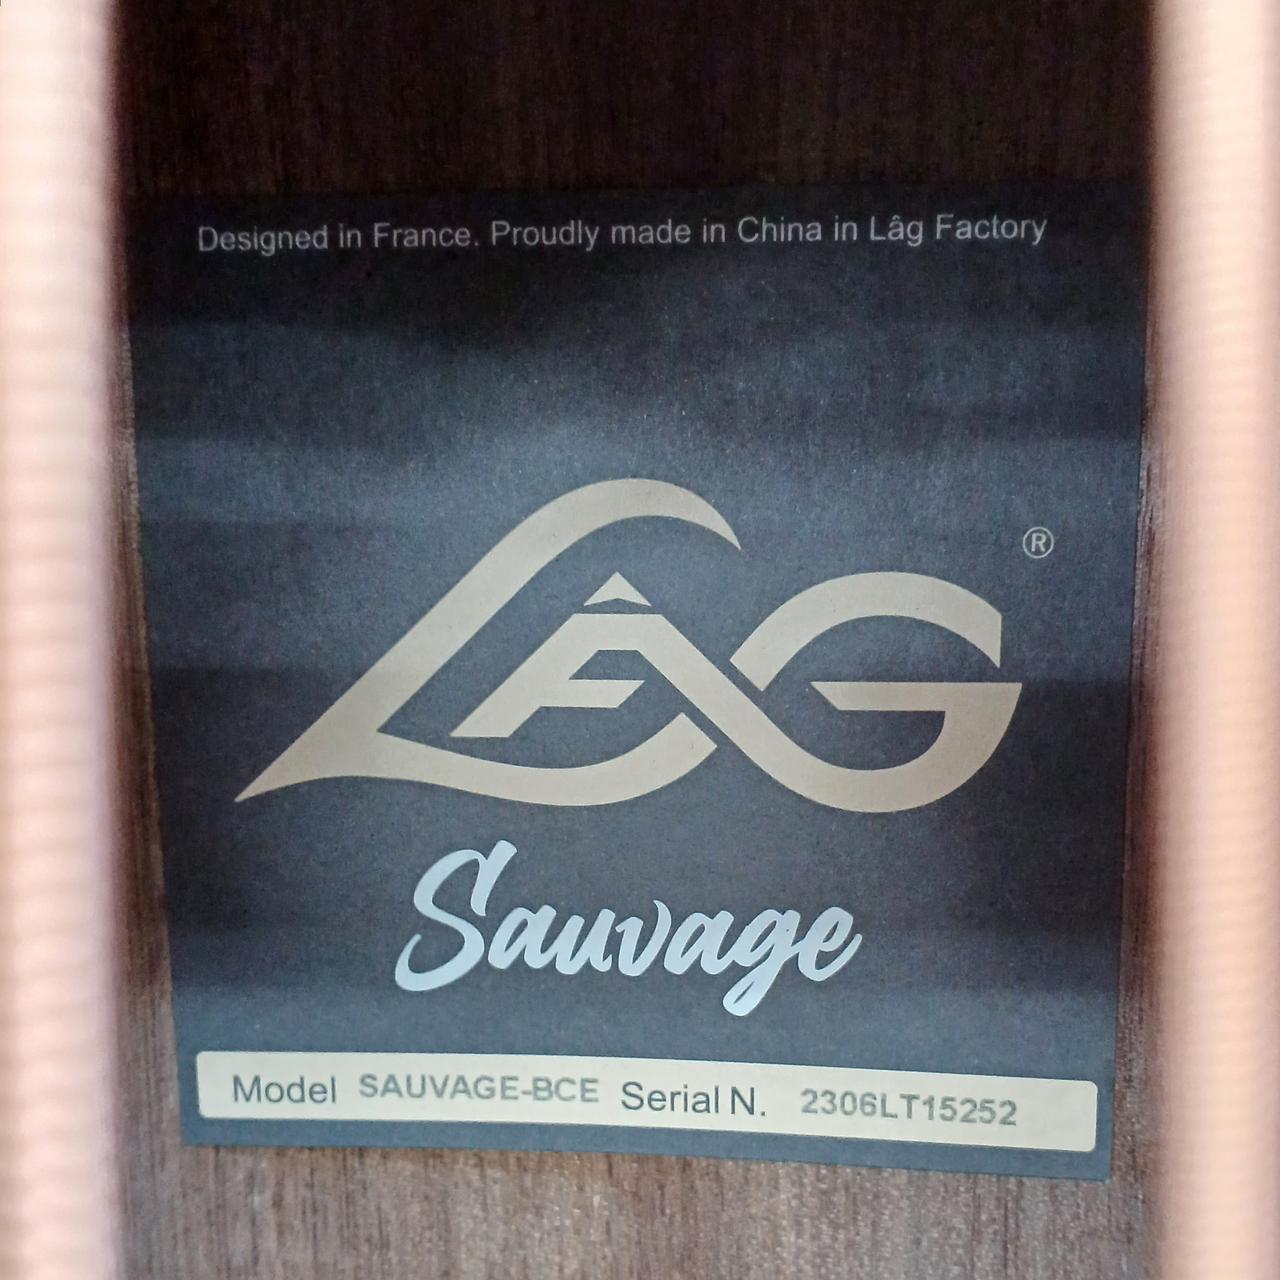 Designed in France. Proudly made in China in Lâg Factory
LÂG ®
Sauvage
Model SAUVAGE-BCE Serial N. 2306LT15252